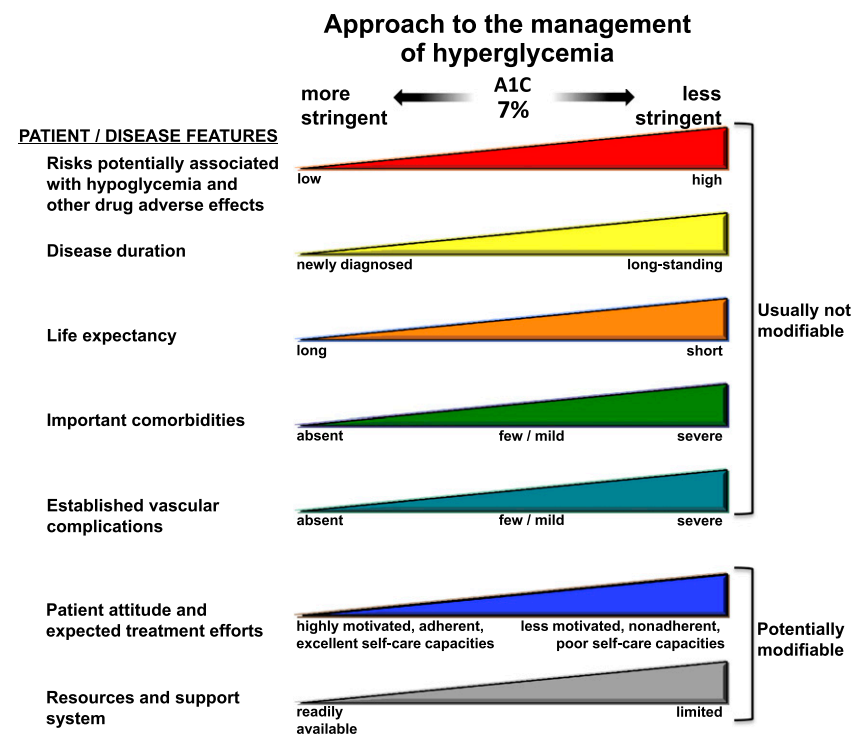 Approach to the management
of hyperglycemia
more
stringent
A1C
7%
less
stringent
PATIENT / DISEASE FEATURES
Risks potentially associated
with hypoglycemia and
other drug adverse effects
low
high
Disease duration
newly diagnosed
long-standing
Life expectancy
long
short
Usually not
modifiable
Important comorbidities
absent
few / mild
severe
Established vascular
complications
absent
few / mild
severe
Patient attitude and
expected treatment efforts
highly motivated, adherent,
excellent self-care capacities
less motivated, nonadherent,
poor self-care capacities
Potentially
modifiable
Resources and support
system
readily
available
limited